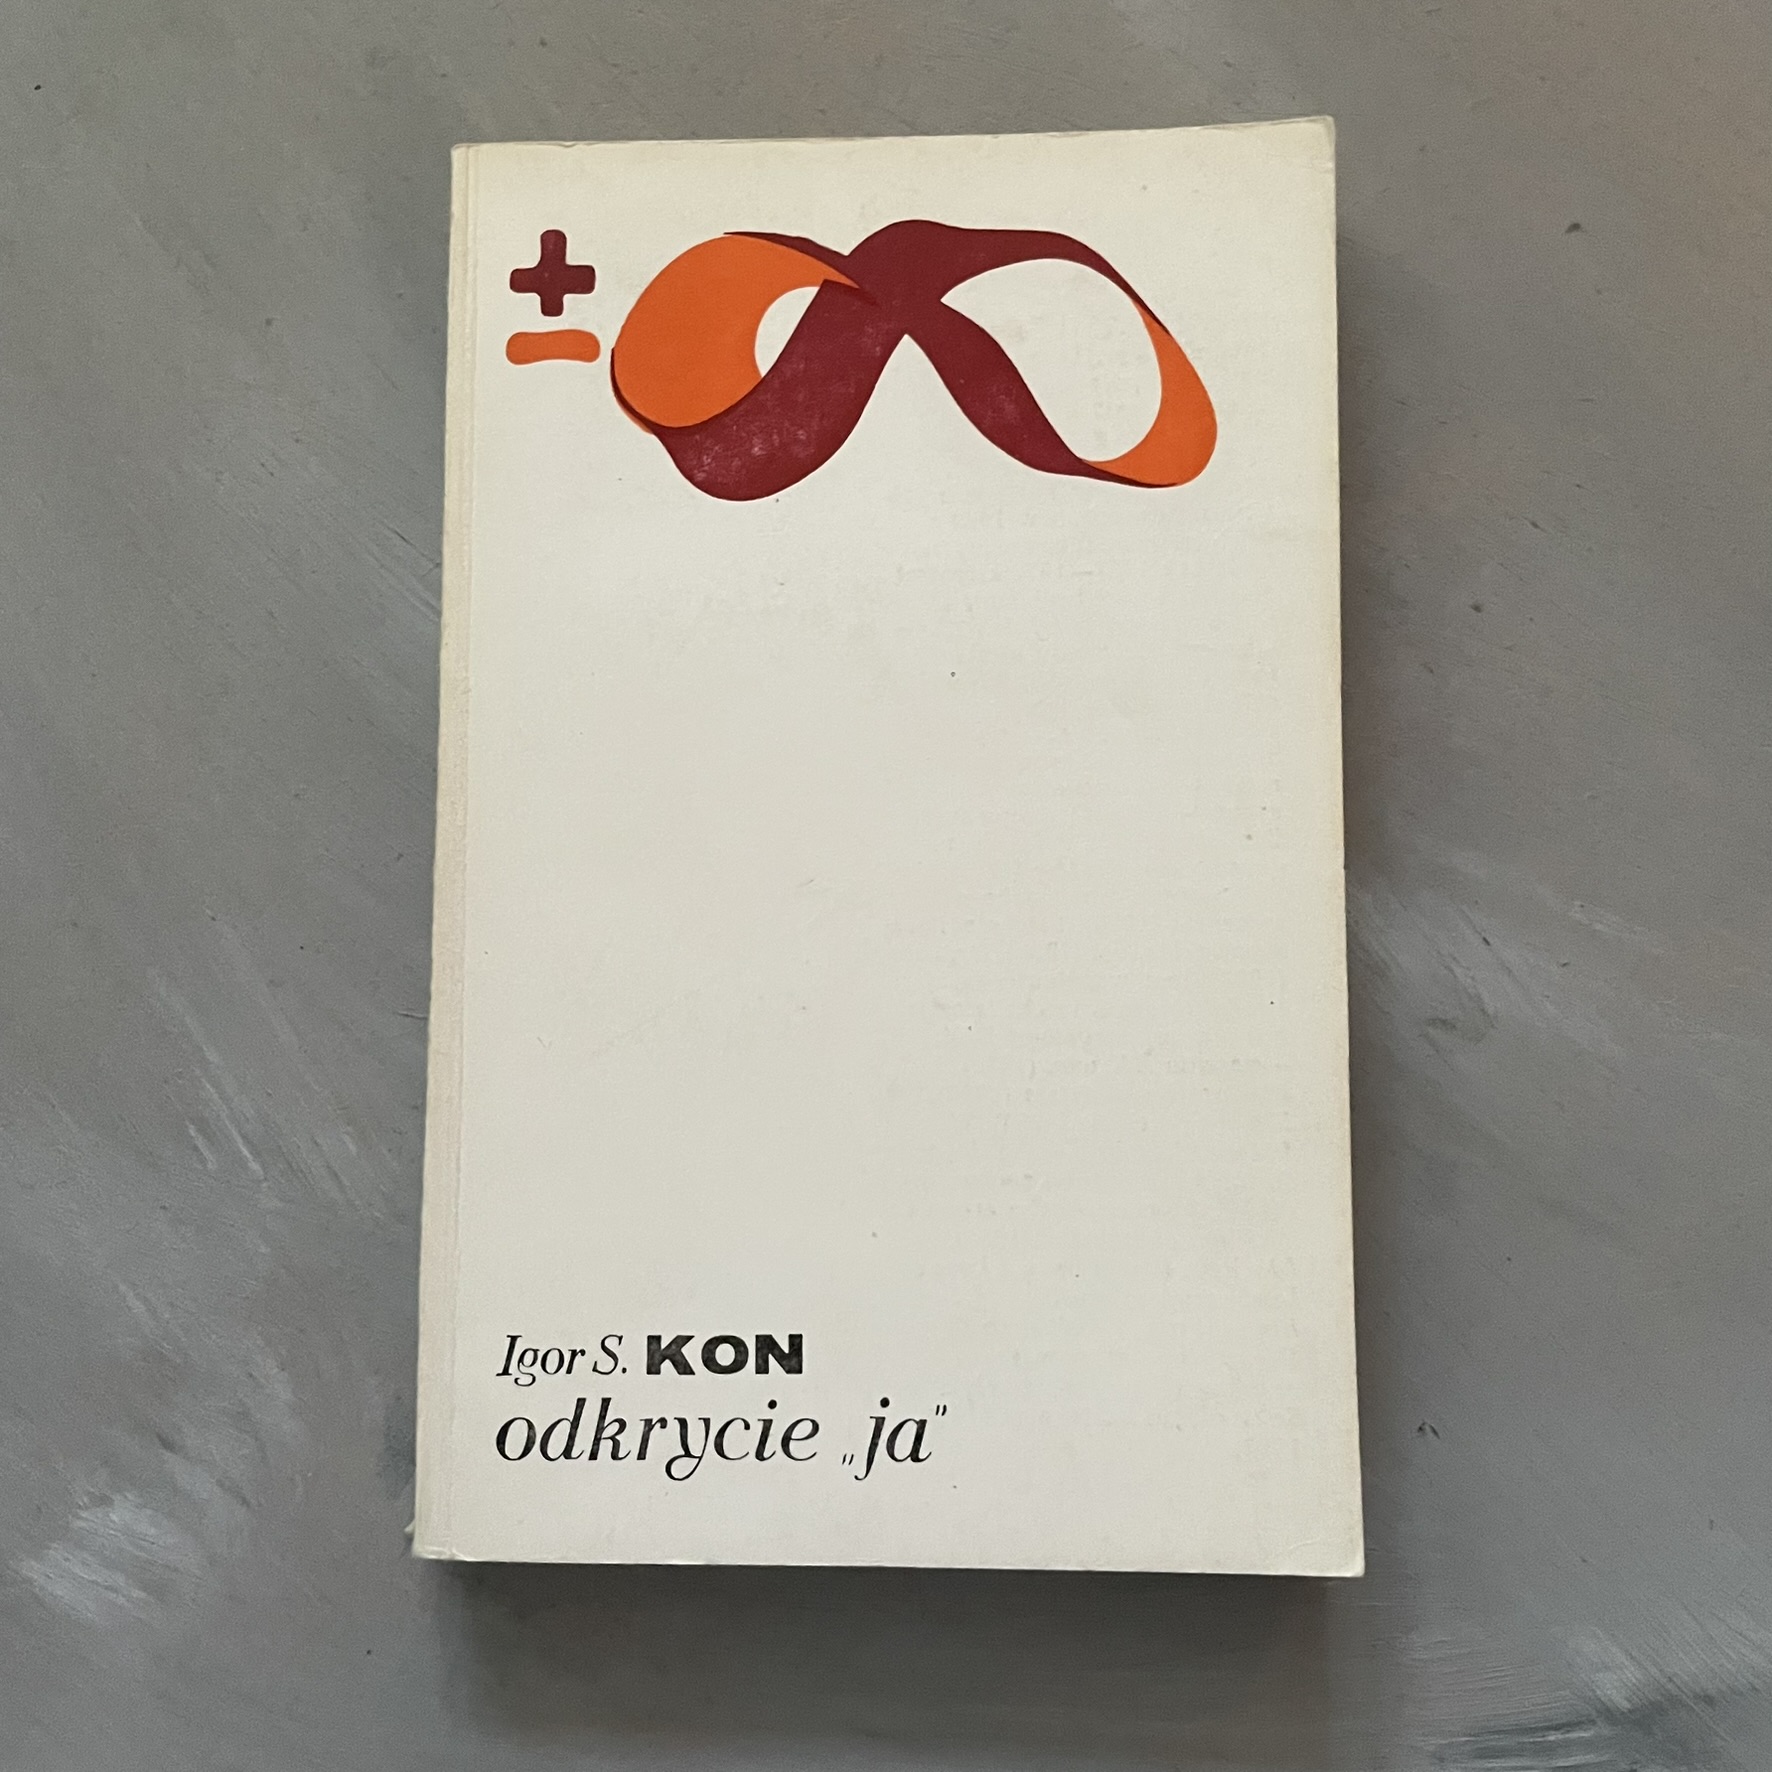 ±∞
Igor S. KON
odkrycie „ja”